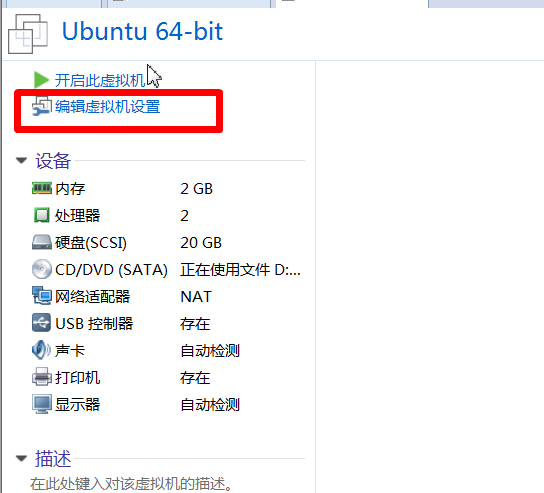 Ubuntu 64-bit
开启此虚拟机
编辑虚拟机设置
设备
内存 2 GB
处理器 2
硬盘(SCSI) 20 GB
CD/DVD (SATA) 正在使用文件 D:...
网络适配器 NAT
USB 控制器 存在
声卡 自动检测
打印机 存在
显示器 自动检测
描述
在此处键入对该虚拟机的描述。